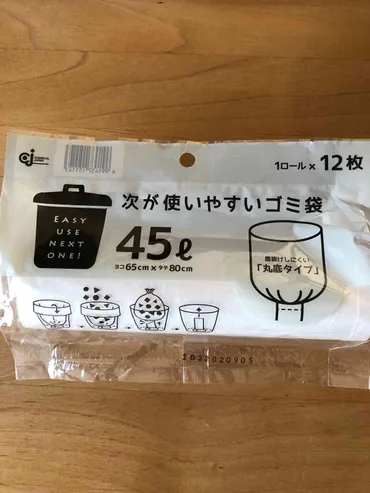 1ロール×12枚
次が使いやすいゴミ袋
EASY
USE
NEXT
ONE!
45ℓ
ヨコ65cm×タテ80cm
底抜けしにくい
「丸底タイプ」
2022020905